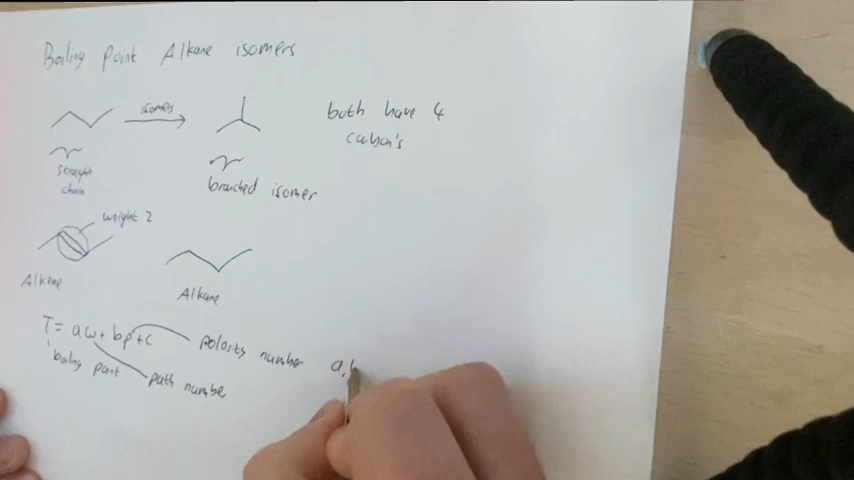 Boiling Point Alkane isomers
isomers
both have 4
carbon's
straight
chain
branched isomer
weight 2
Alkene
Alkane
T= aw+ bp+c
polarity number
a,b
boiling point
path number